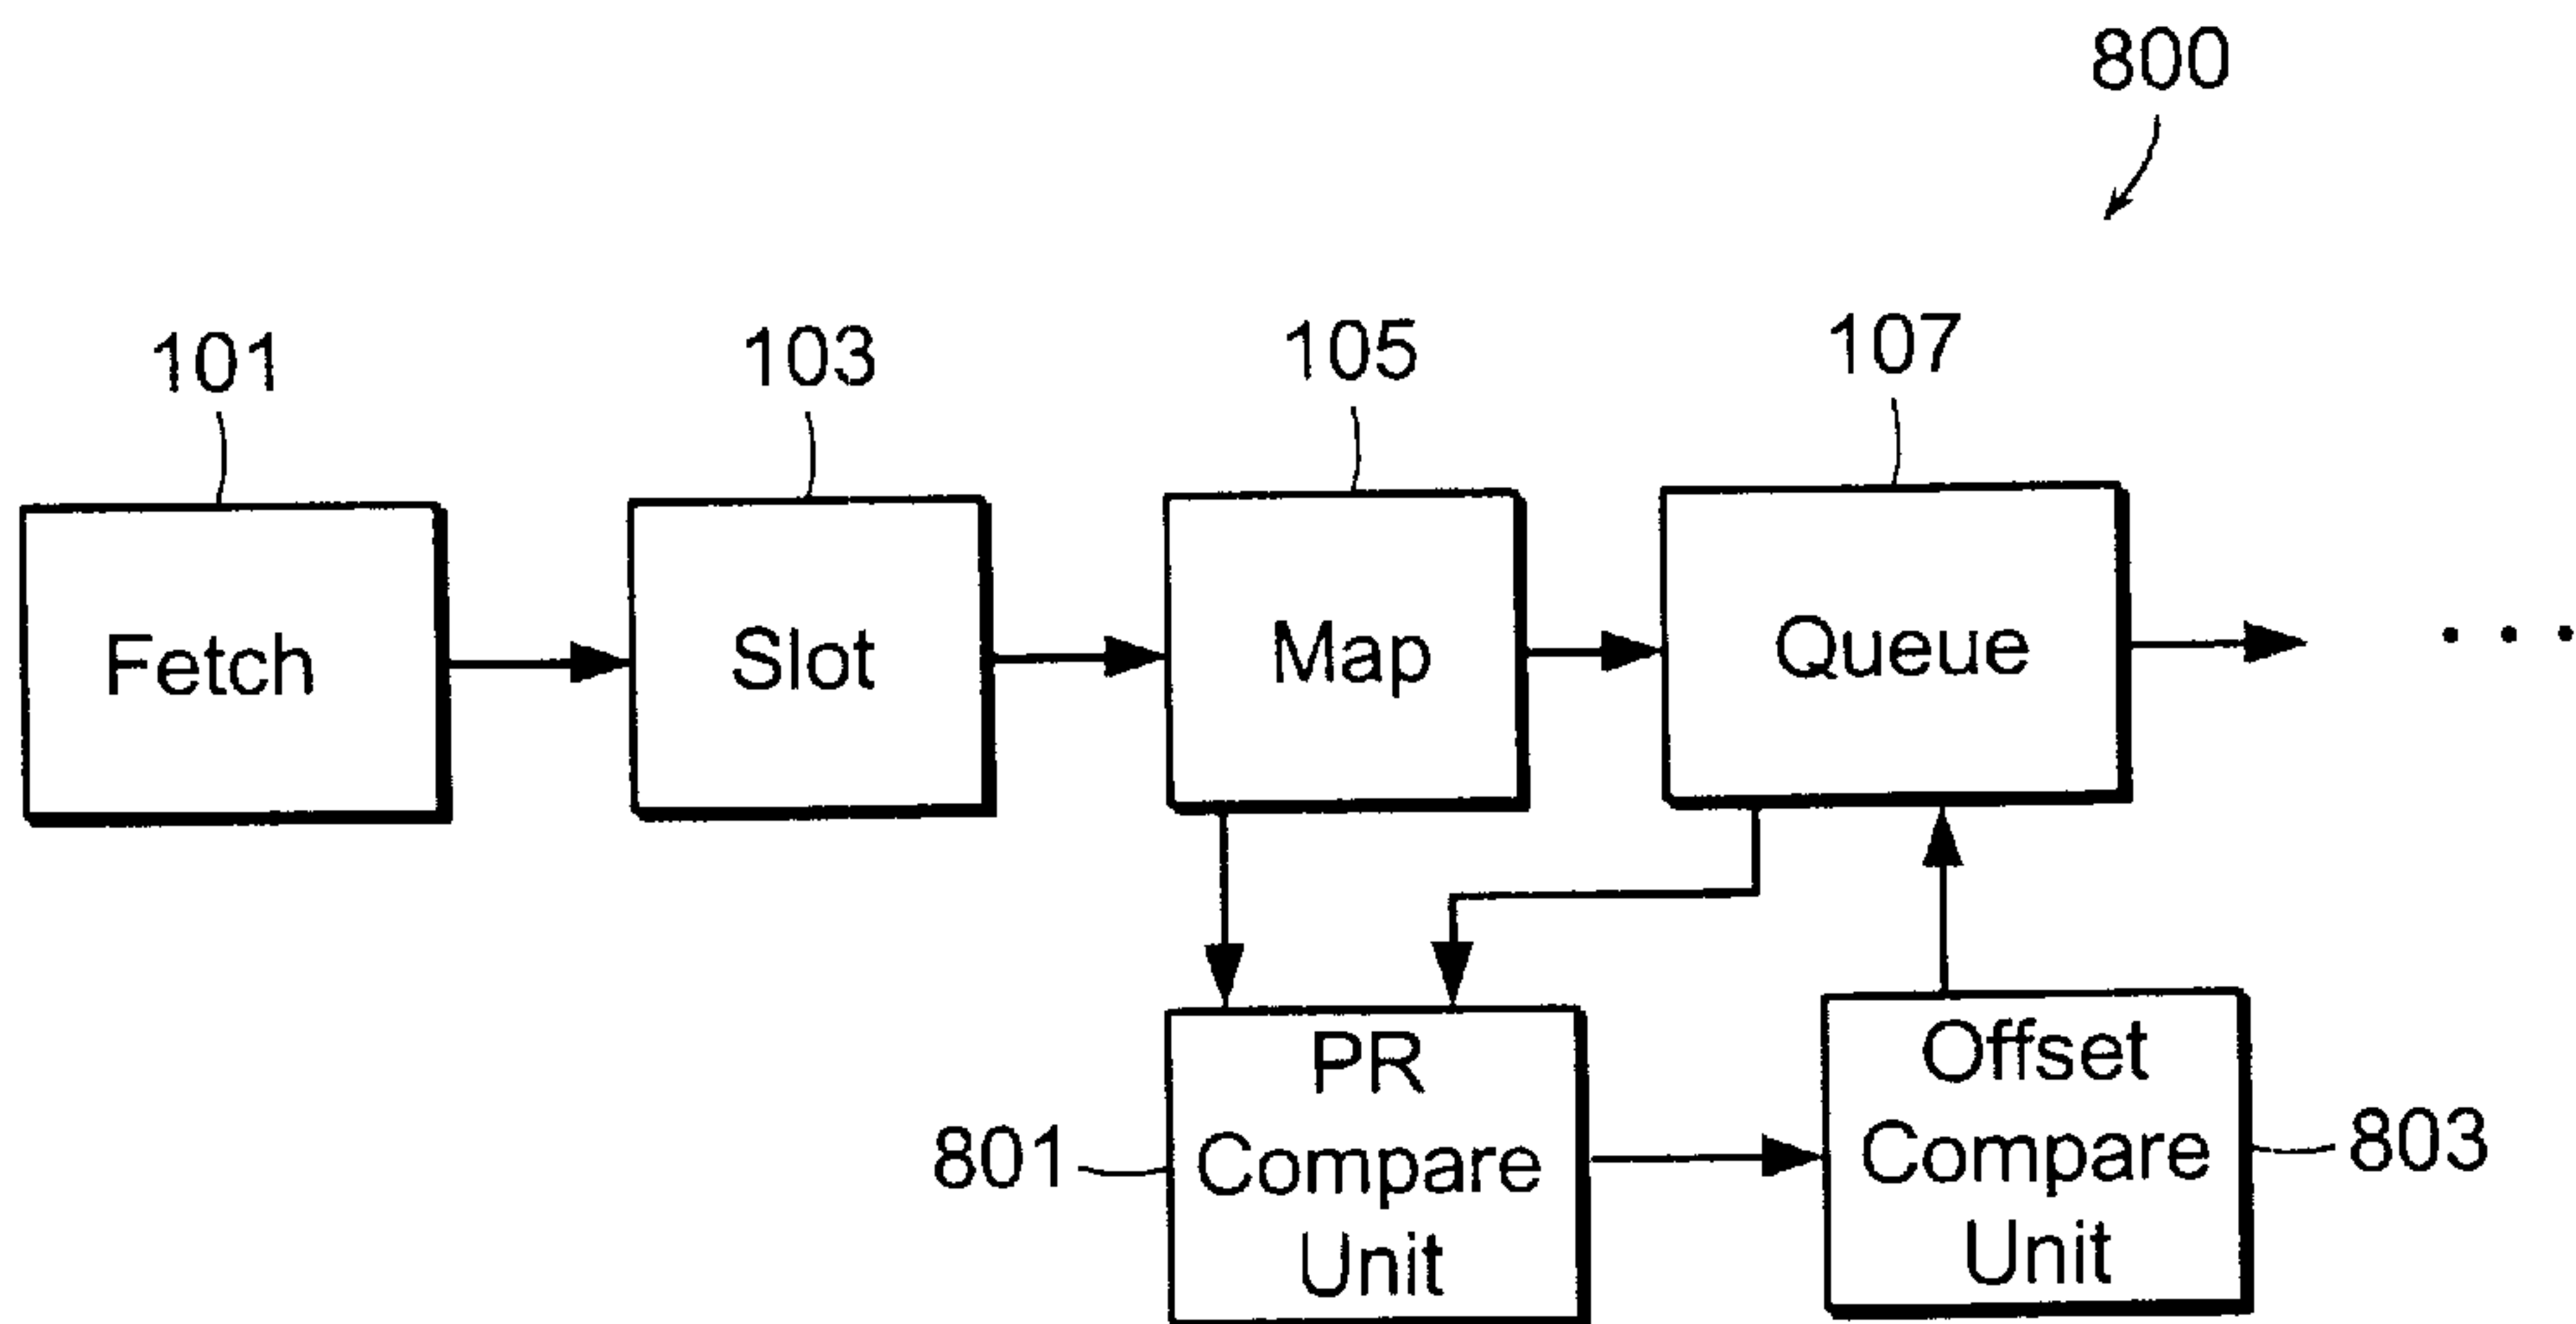 800
101
103
105
107
Fetch
Slot
Map
Queue
. . .
PR
Compare
Unit
801
Offset
Compare
Unit
803